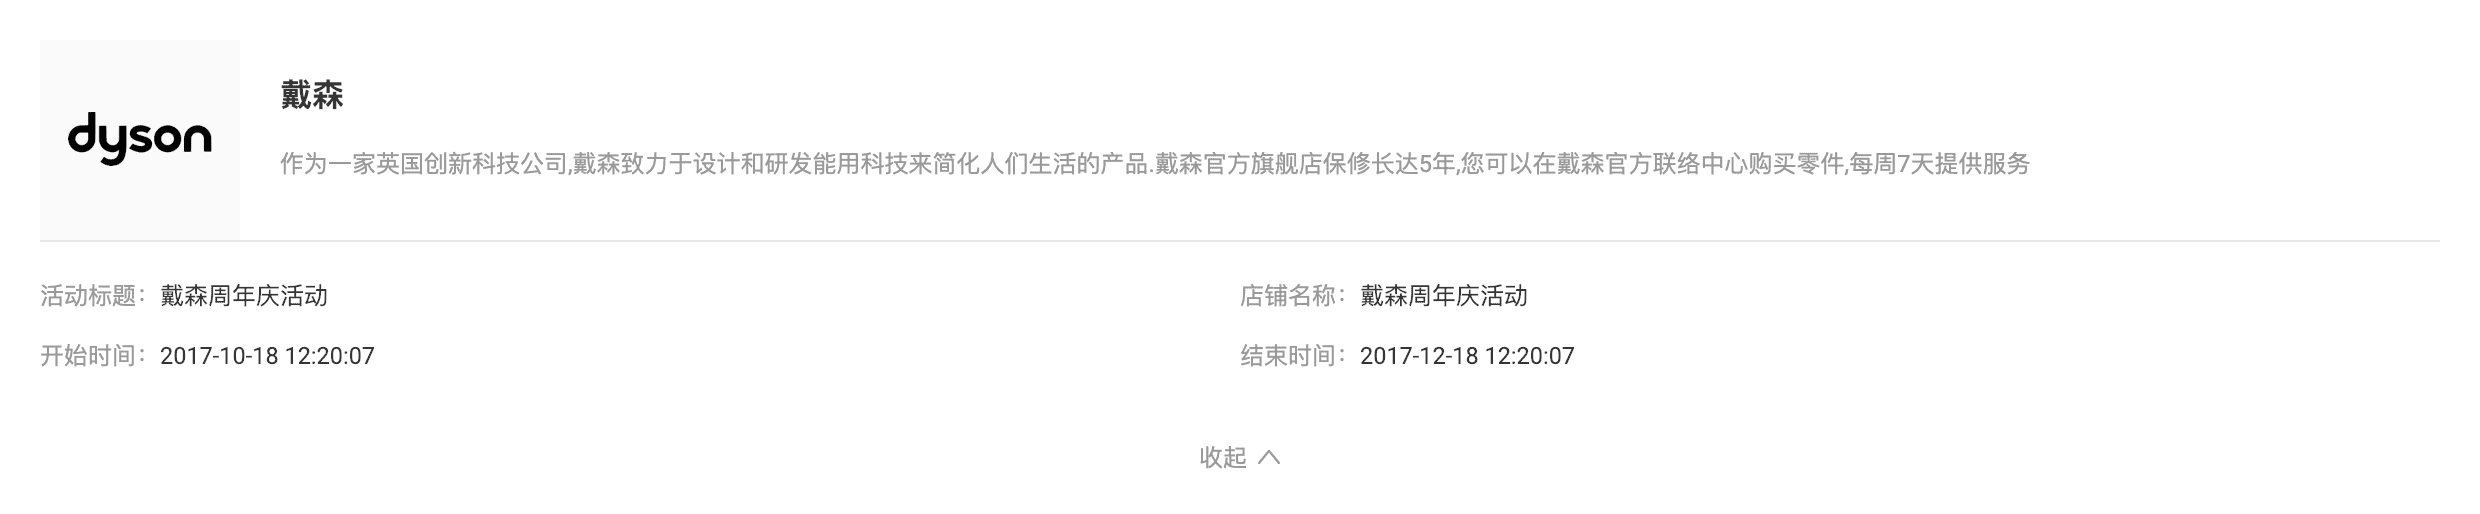 dyson
戴森
作为一家英国创新科技公司,戴森致力于设计和研发能用科技来简化人们生活的产品.戴森官方旗舰店保修长达5年,您可以在戴森官方联络中心购买零件,每周7天提供服务
活动标题：戴森周年庆活动
店铺名称：戴森周年庆活动
开始时间：2017-10-18 12:20:07
结束时间：2017-12-18 12:20:07
收起